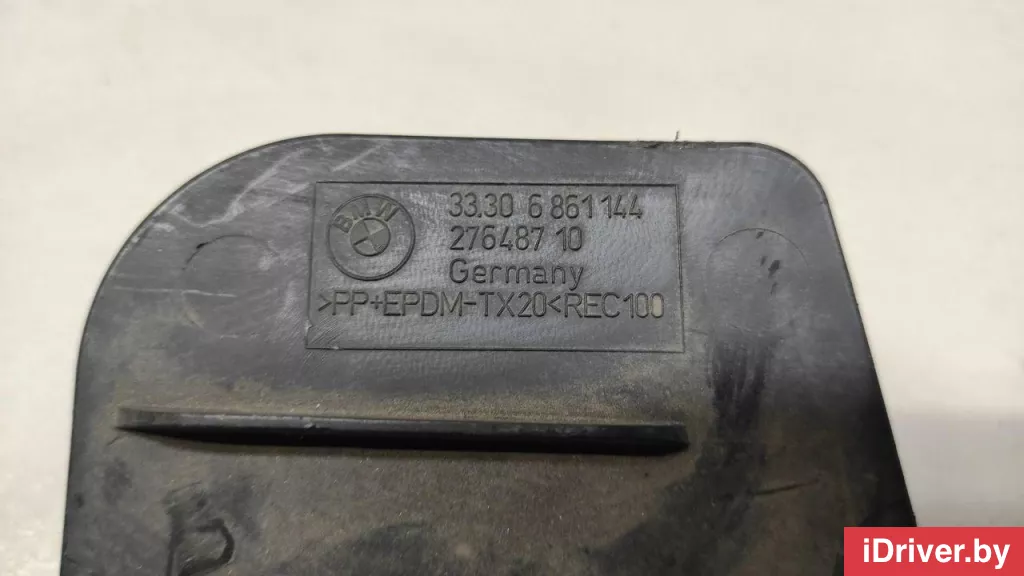 BMW
33.30 6 861 144
276487 10
Germany
>PP+EPDM-TX20<REC100
iDriver.by